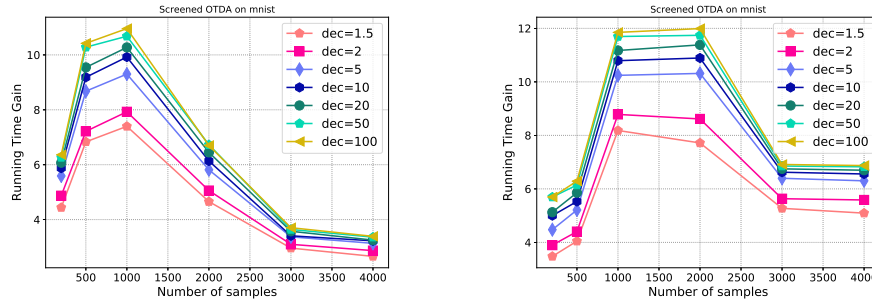 Screened OTDA on mnist
Running Time Gain
10
8
6
4
dec=1.5
dec=2
dec=5
dec=10
dec=20
dec=50
dec=100
500 1000 1500 2000 2500 3000 3500 4000
Number of samples
Screened OTDA on mnist
Running Time Gain
12
10
8
6
4
dec=1.5
dec=2
dec=5
dec=10
dec=20
dec=50
dec=100
500 1000 1500 2000 2500 3000 3500 400
Number of samples